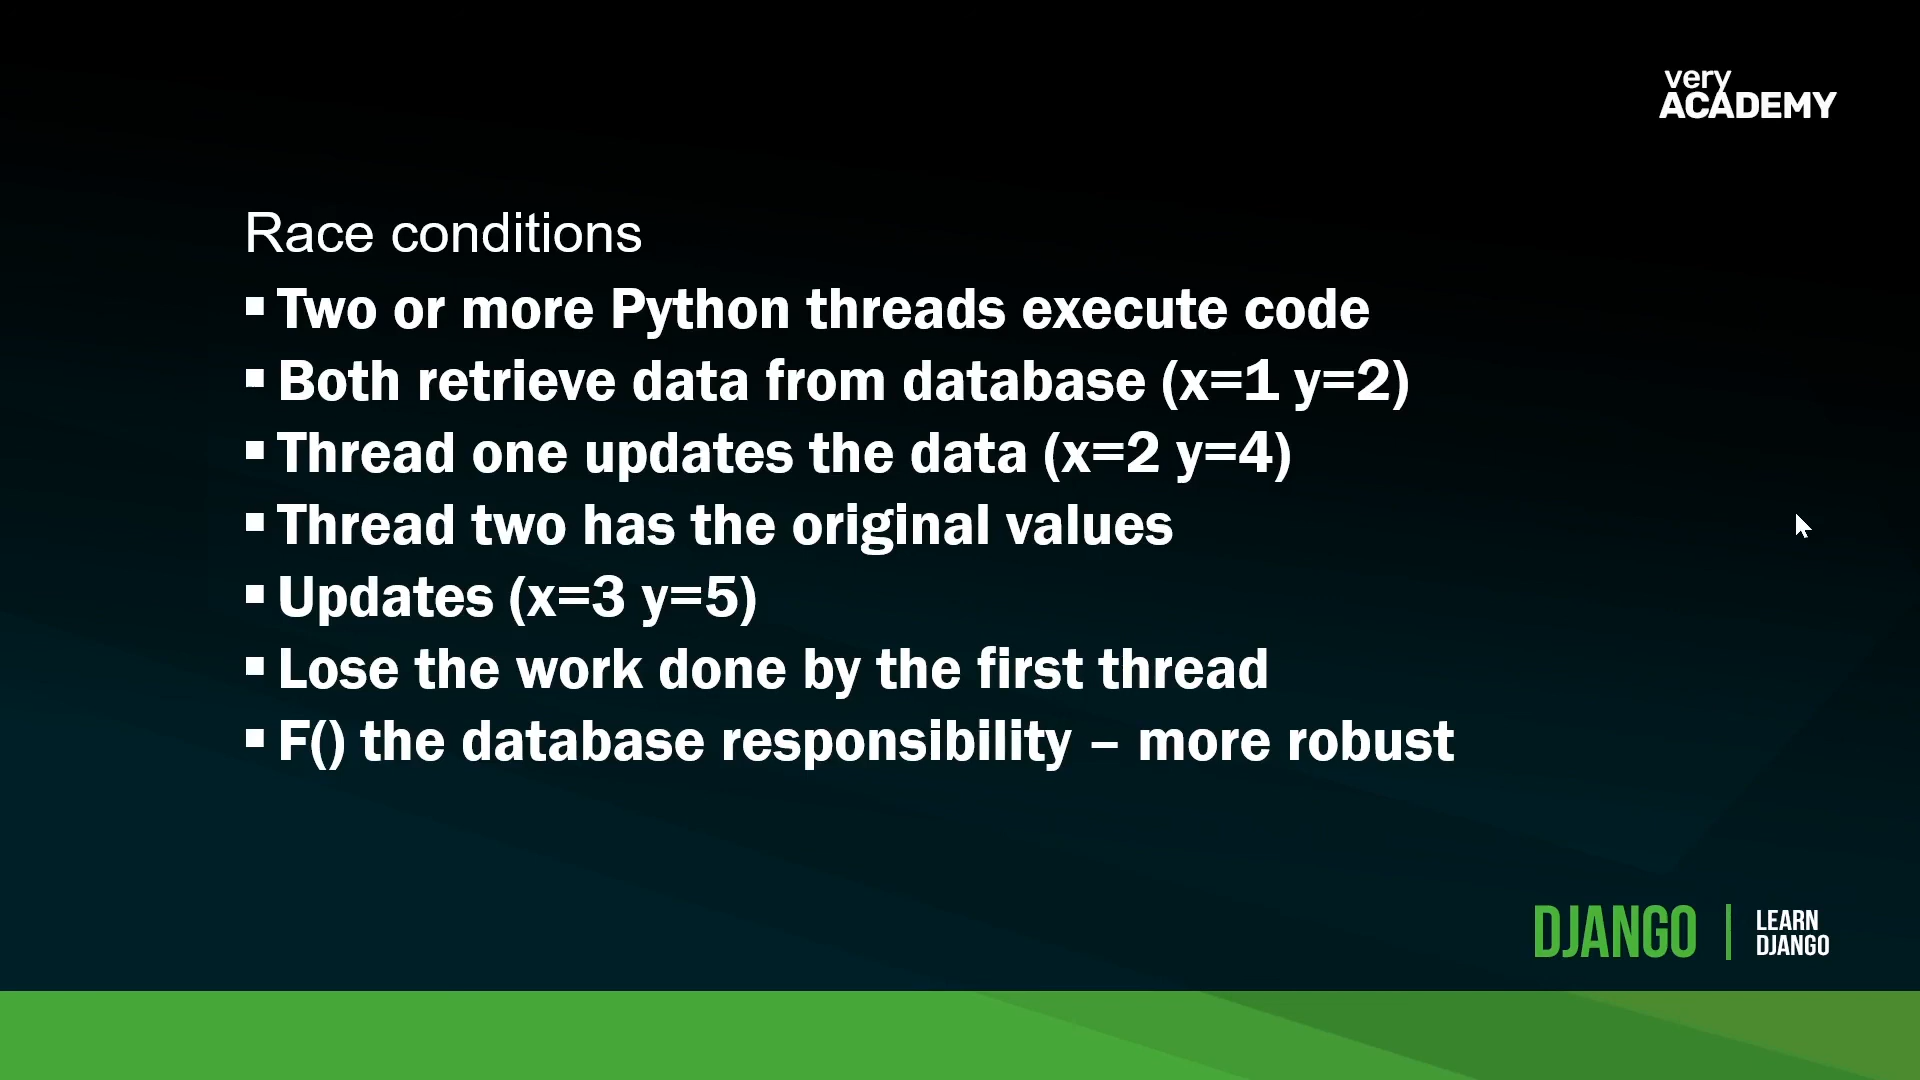 very
ACADEMY
Race conditions
▪ Two or more Python threads execute code
▪ Both retrieve data from database (x=1 y=2)
▪ Thread one updates the data (x=2 y=4)
▪ Thread two has the original values
▪ Updates (x=3 y=5)
▪ Lose the work done by the first thread
▪ F() the database responsibility – more robust
DJANGO | LEARN
DJANGO